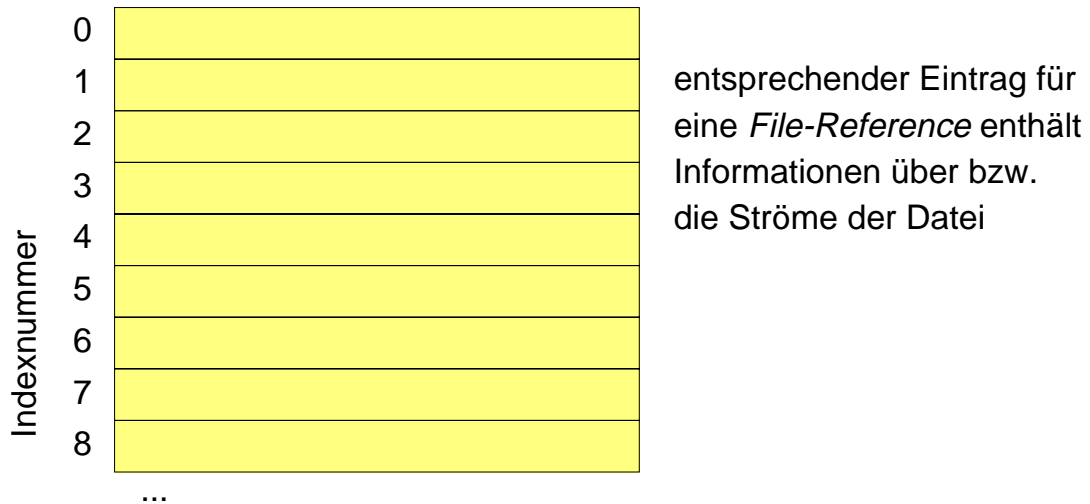 0
1
2
3
4
5
6
7
8
...
Indexnummer
entsprechender Eintrag für
eine File-Reference enthält
Informationen über bzw.
die Ströme der Datei